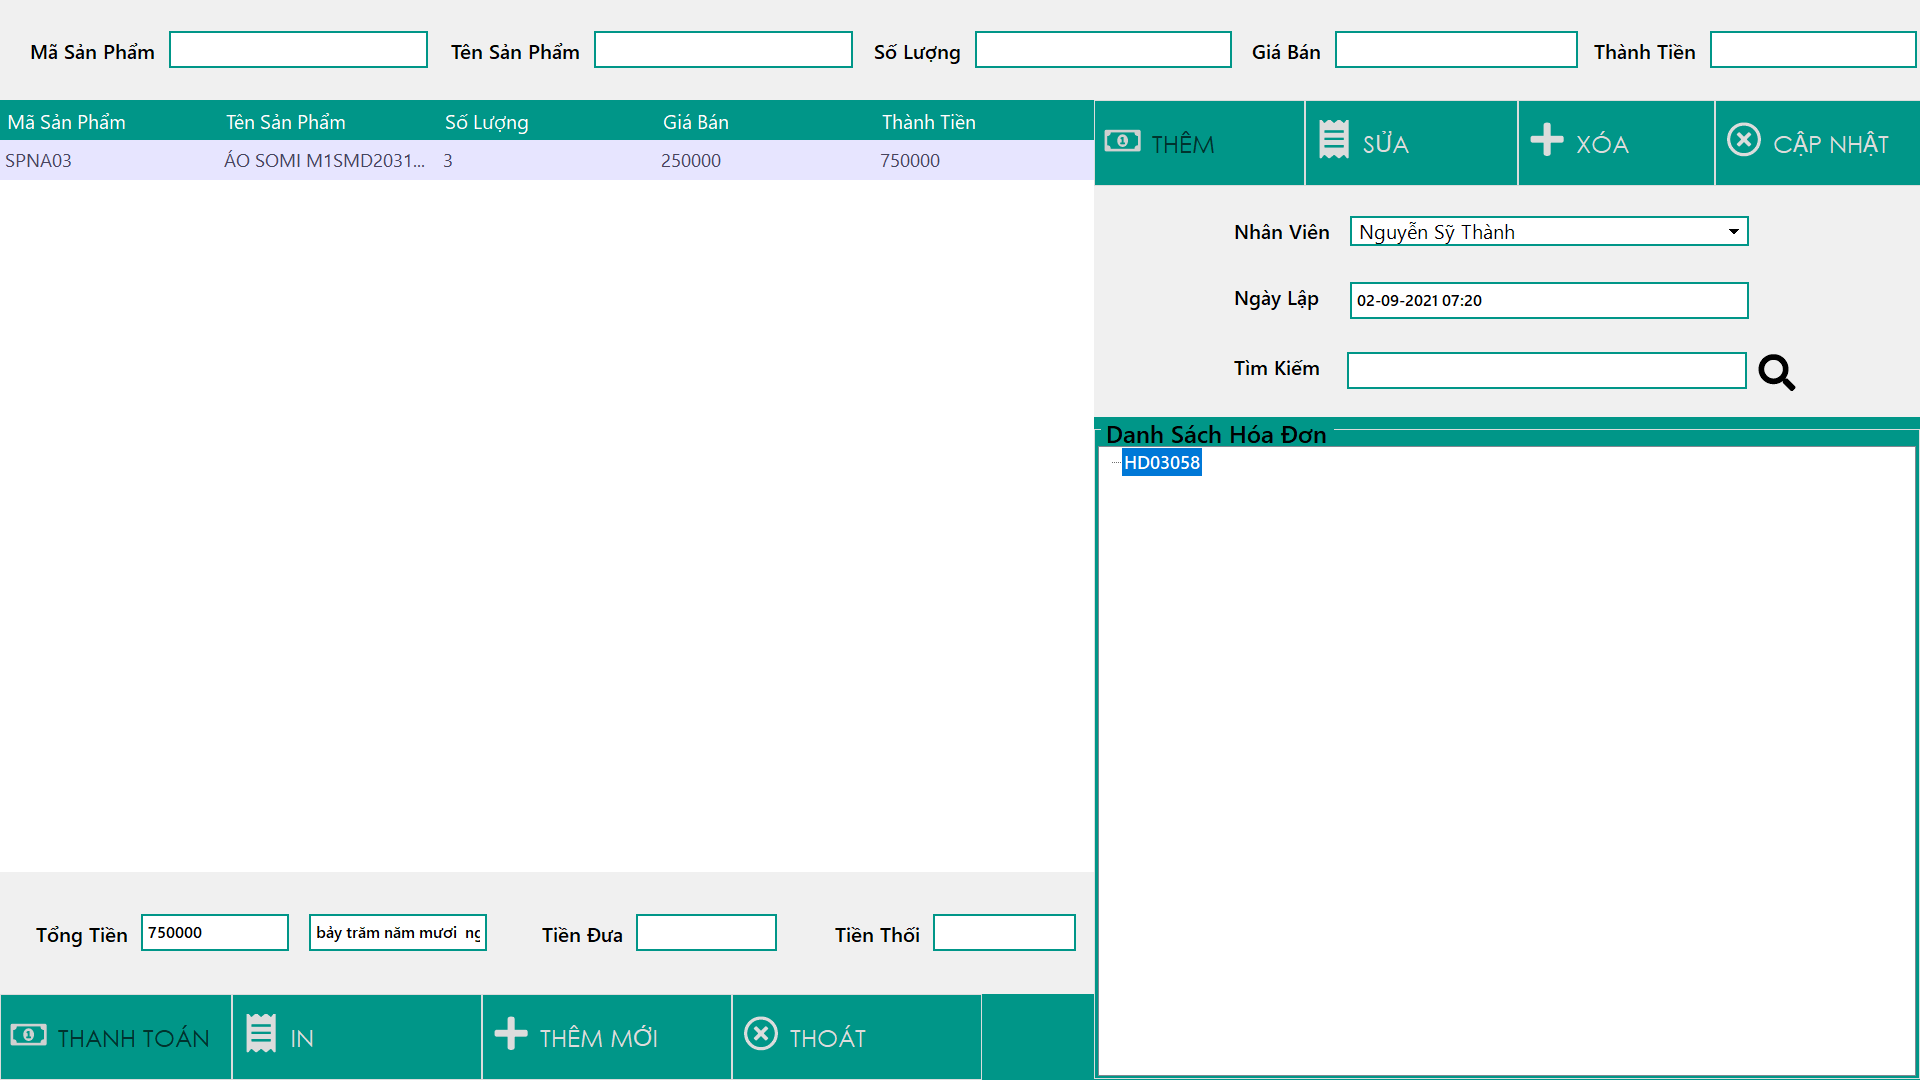 Mã Sản Phẩm
Tên Sản Phẩm
Số Lượng
Giá Bán
Thành Tiền
Mã Sản Phẩm Tên Sản Phẩm Số Lượng Giá Bán Thành Tiền
SPNA03 ÁO SOMI M1SMD2031... 3 250000 750000
THÊM
SỬA
XÓA
CẬP NHẬT
Nhân Viên Nguyễn Sỹ Thành
Ngày Lập 02-09-2021 07:20
Tìm Kiếm
Danh Sách Hóa Đơn
HD03058
Tổng Tiền 750000 bảy trăm năm mươi
Tiền Đưa
Tiền Thối
THANH TOÁN
IN
THÊM MỚI
THOÁT